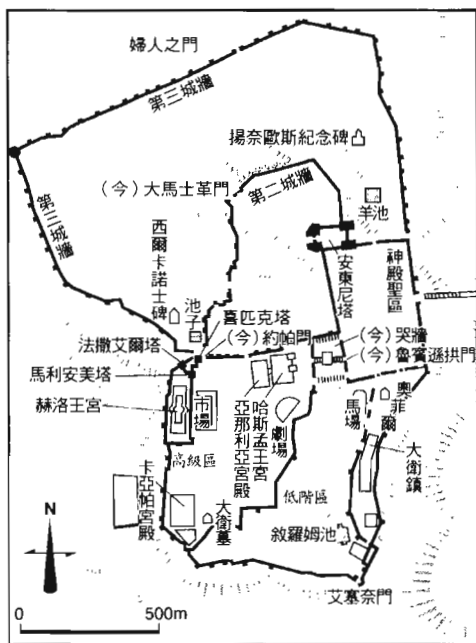 婦人之門
第三城牆
揚奈歐斯紀念碑
(今)大馬士革門
第二城牆
羊池
第三城牆
西爾卡諾士碑
安東尼塔
神殿聖區
池子
喜匹克塔
(今)約帕門
(今)哭牆
(今)魯賓遜拱門
法撒艾爾塔
馬利安美塔
赫洛王宮
市場
亞那利亞宮殿
哈斯孟王宮
劇場
馬場
奧菲爾
大衛鎮
高級區
低階區
卡亞帕宮殿
大衛墓
敘羅姆池
艾塞奈門
N
0 500m